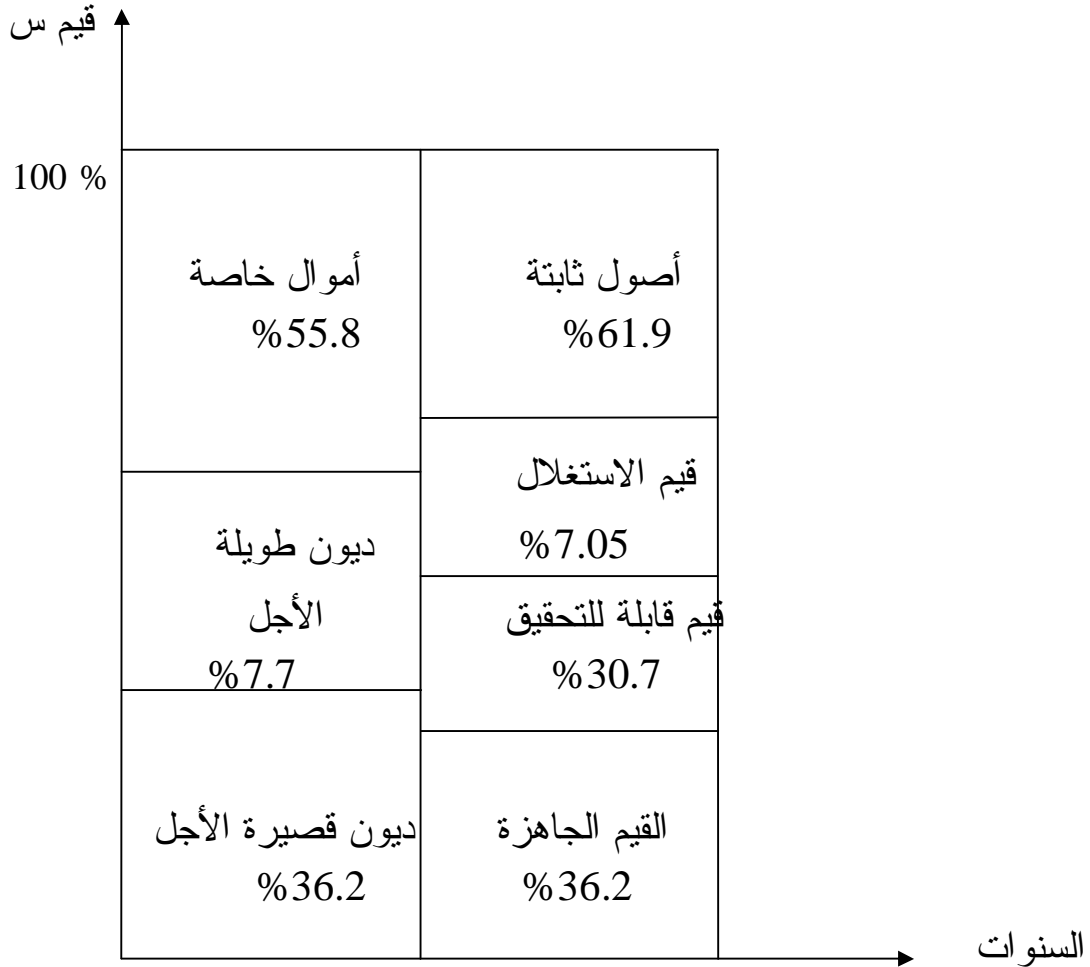 قيم س
100 %
أصول ثابتة
%61.9
قيم الاستغلال
%7.05
قيم قابلة للتحقيق
%30.7
القيم الجاهزة
%36.2
أموال خاصة
%55.8
ديون طويلة
الأجل
%7.7
ديون قصيرة الأجل
%36.2
السنوات